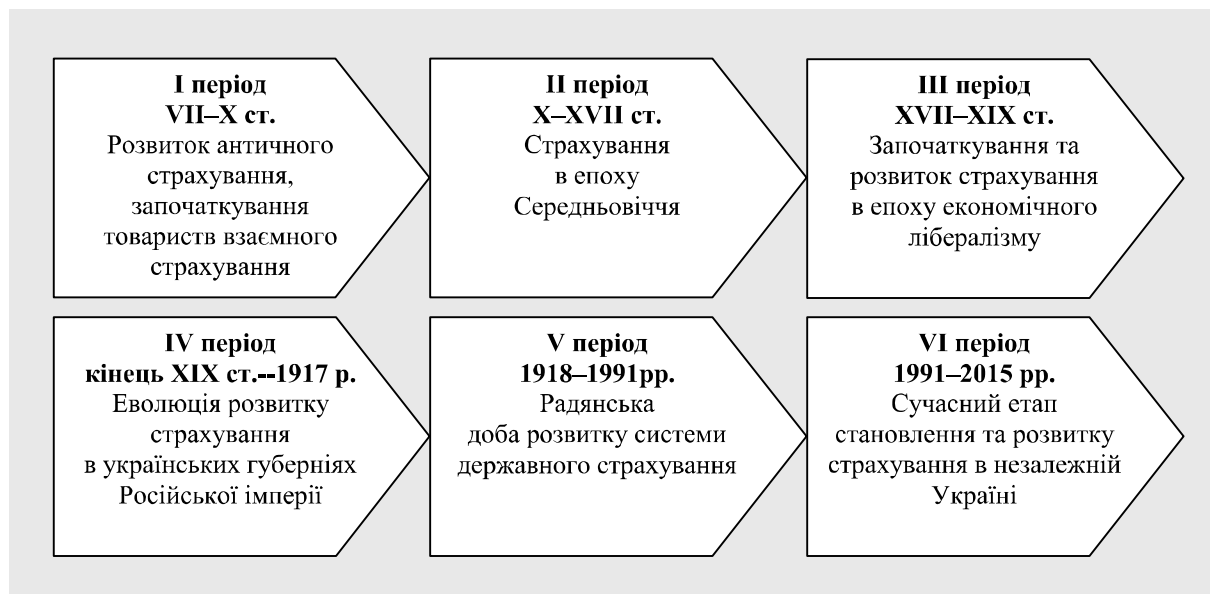 I період
VII–X ст.
Розвиток античного
страхування,
започаткування
товариств взаємного
страхування
II період
X–XVII ст.
Страхування
в епоху
Середньовіччя
III період
XVII–XIX ст.
Започаткування та
розвиток страхування
в епоху економічного
лібералізму
IV період
кінець XIX ст.--1917 р.
Еволюція розвитку
страхування
в українських губерніях
Російської імперії
V період
1918–1991рр.
Радянська
доба розвитку системи
державного страхування
VI період
1991–2015 рр.
Сучасний етап
становлення та розвитку
страхування в незалежній
Україні